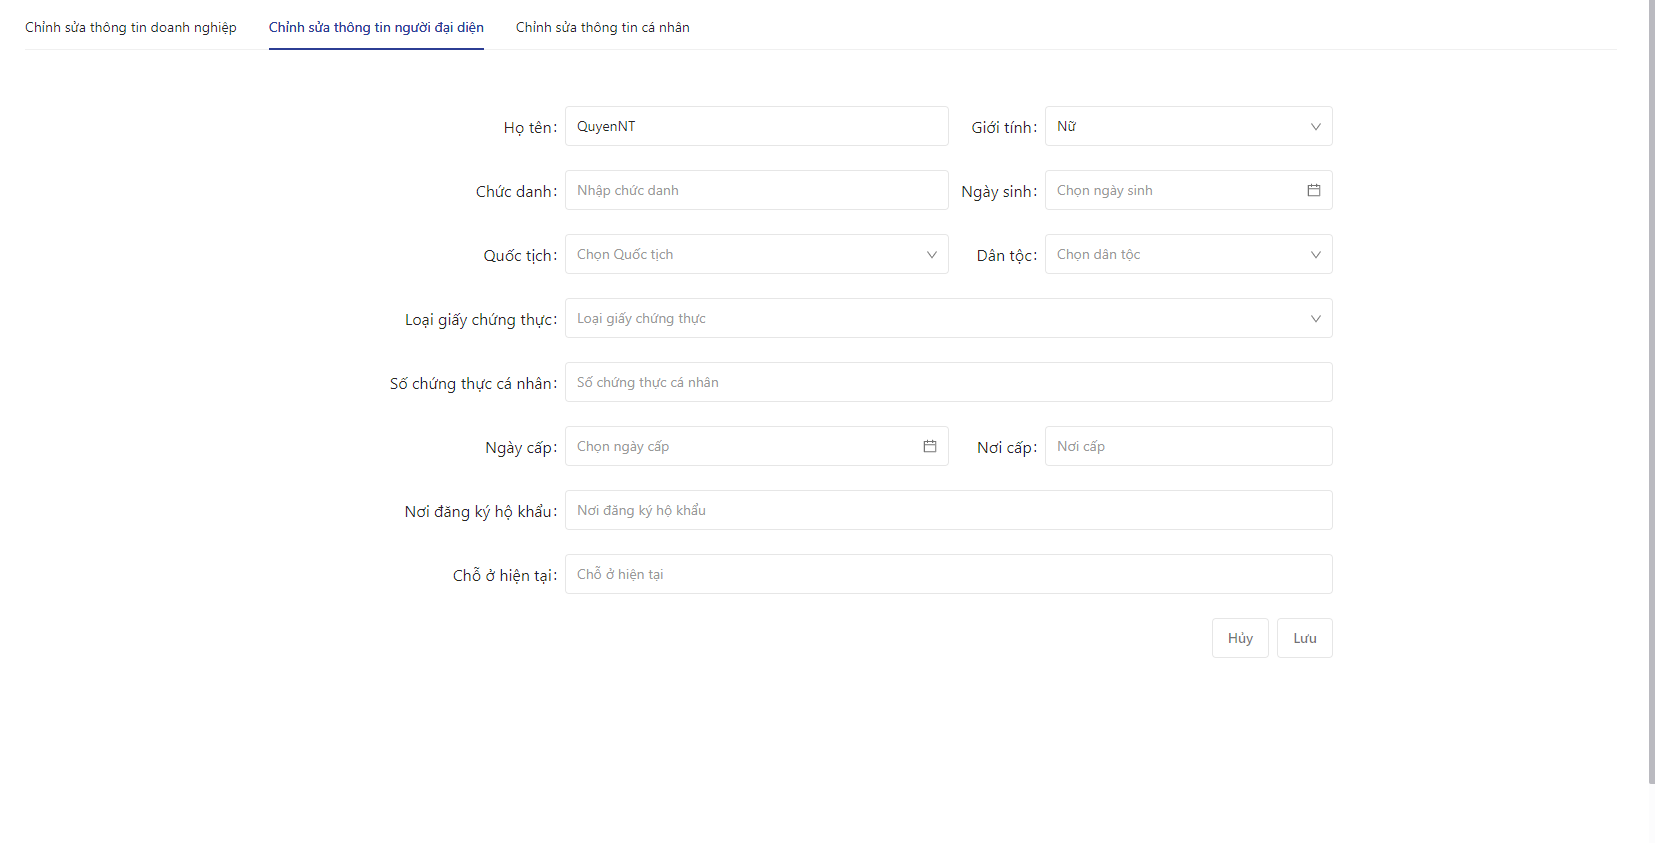 Chỉnh sửa thông tin doanh nghiệp Chỉnh sửa thông tin người đại diện Chỉnh sửa thông tin cá nhân
Họ tên: QuyenNT Giới tính: Nữ
Chức danh: Nhập chức danh Ngày sinh: Chọn ngày sinh
Quốc tịch: Chọn Quốc tịch Dân tộc: Chọn dân tộc
Loại giấy chứng thực: Loại giấy chứng thực
Số chứng thực cá nhân: Số chứng thực cá nhân
Ngày cấp: Chọn ngày cấp Nơi cấp: Nơi cấp
Nơi đăng ký hộ khẩu: Nơi đăng ký hộ khẩu
Chỗ ở hiện tại: Chỗ ở hiện tại
Hủy Lưu